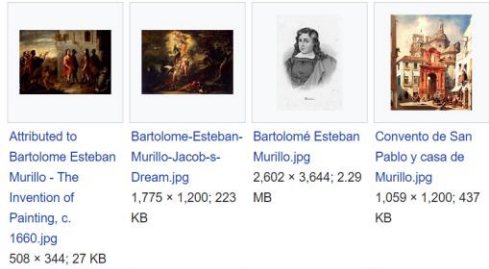 Attributed to
Bartolome Esteban
Murillo - The
Invention of
Painting, c.
1660.jpg
508 × 344; 27 KB
Bartolome-Esteban-
Murillo-Jacob-s-
Dream.jpg
1,775 × 1,200; 223
KB
Bartolomé Esteban
Murillo.jpg
2,602 × 3,644; 2.29
MB
Convento de San
Pablo y casa de
Murillo.jpg
1,059 × 1,200; 437
KB